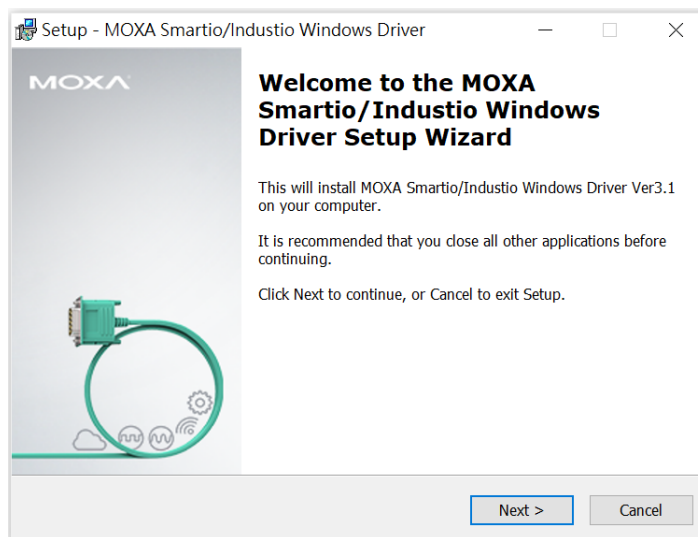 Setup - MOXA Smartio/Industio Windows Driver
MOXA
Welcome to the MOXA
Smartio/Industio Windows
Driver Setup Wizard
This will install MOXA Smartio/Industio Windows Driver Ver3.1
on your computer.
It is recommended that you close all other applications before
continuing.
Click Next to continue, or Cancel to exit Setup.
Next >
Cancel